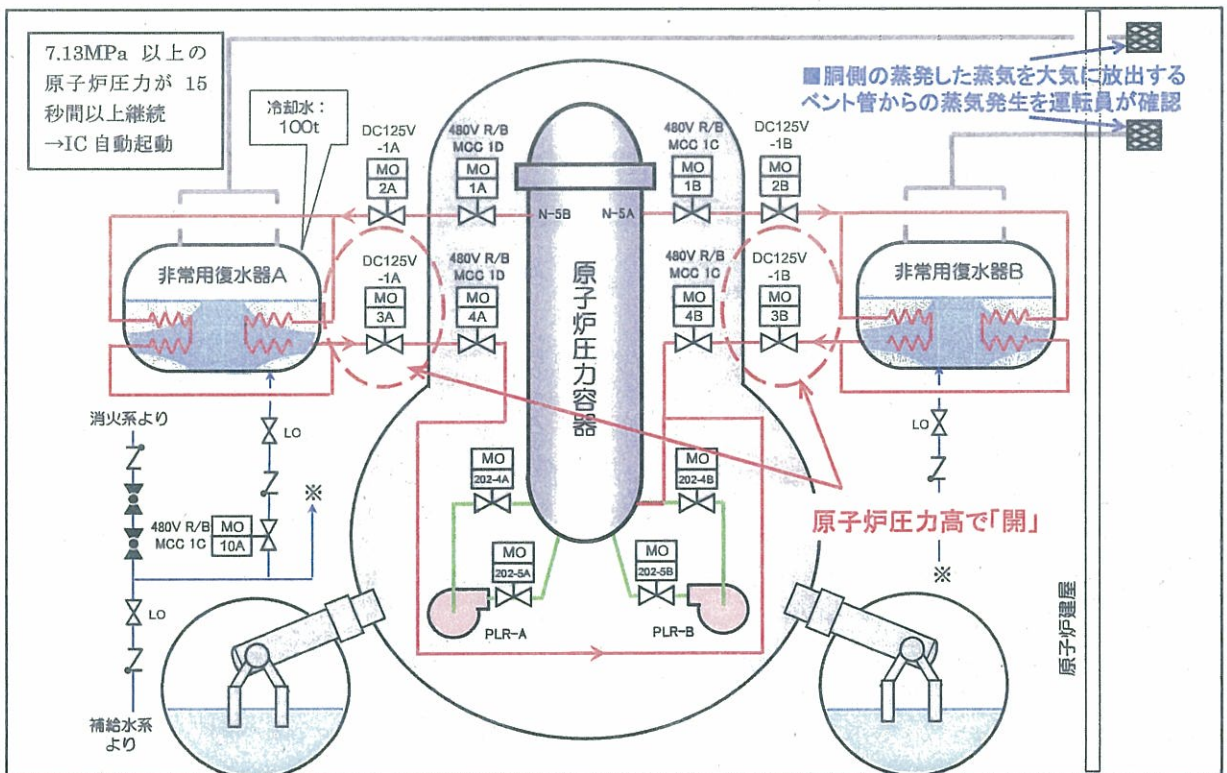 7.13MPa 以上の
原子炉圧力が 15
秒間以上継続
→IC 自動起動
冷却水：
100t
■胴側の蒸発した蒸気を大気に放出する
ベント管からの蒸気発生を運転員が確認
DC125V
-1A
MO
2A
480V R/B
MCC 1D
MO
1A
480V R/B
MCC 1C
MO
1B
DC125V
-1B
MO
2B
N-5B
N-5A
非常用復水器A
DC125V
-1A
MO
3A
480V R/B
MCC 1D
MO
4A
原子炉圧力容器
480V R/B
MCC 1C
MO
4B
DC125V
-1B
MO
3B
非常用復水器B
消火系より
LO
※
480V R/B
MCC 1C
MO
10A
LO
補給水系
より
MO
202-4A
MO
202-4B
MO
202-5A
MO
202-5B
PLR-A
PLR-B
LO
原子炉圧力高で「開」
※
原子炉建屋